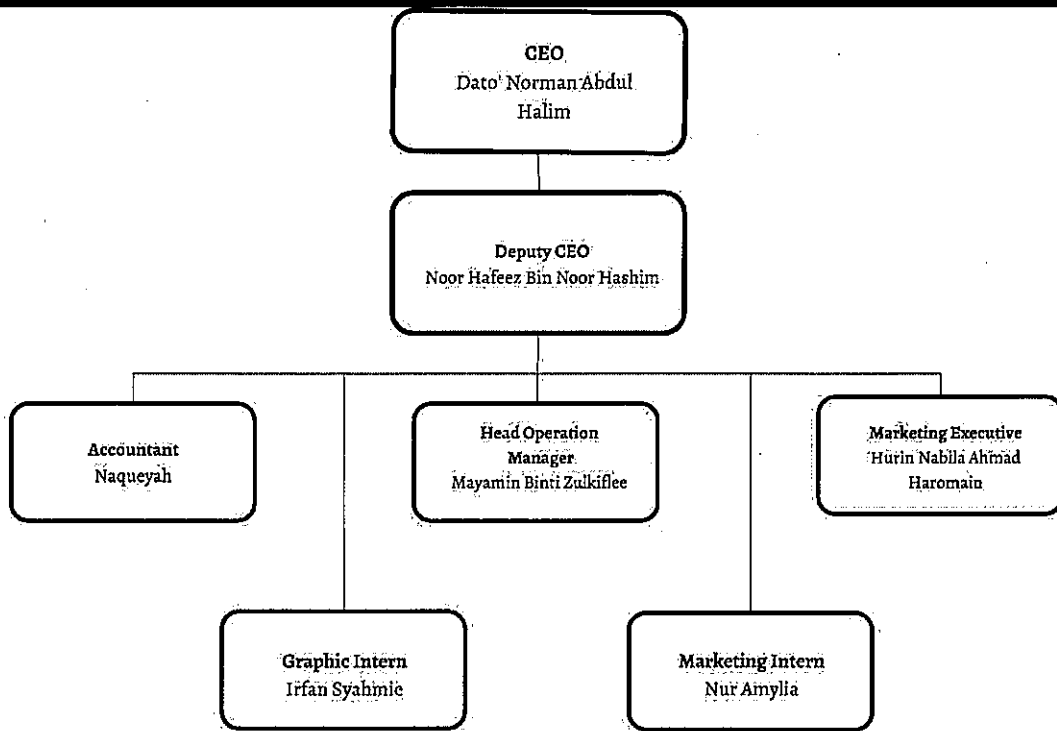 CEO
Dato' Norman Abdul
Halim
Deputy CEO
Noor Hafeez Bin Noor Hashim
Accountant
Naqueyah
Head Operation
Manager
Mayamin Binti Zulkiflee
Marketing Executive
Hurin Nabila Ahmad
Haromain
Graphic Intern
Irfan Syahmie
Marketing Intern
Nur Amylia